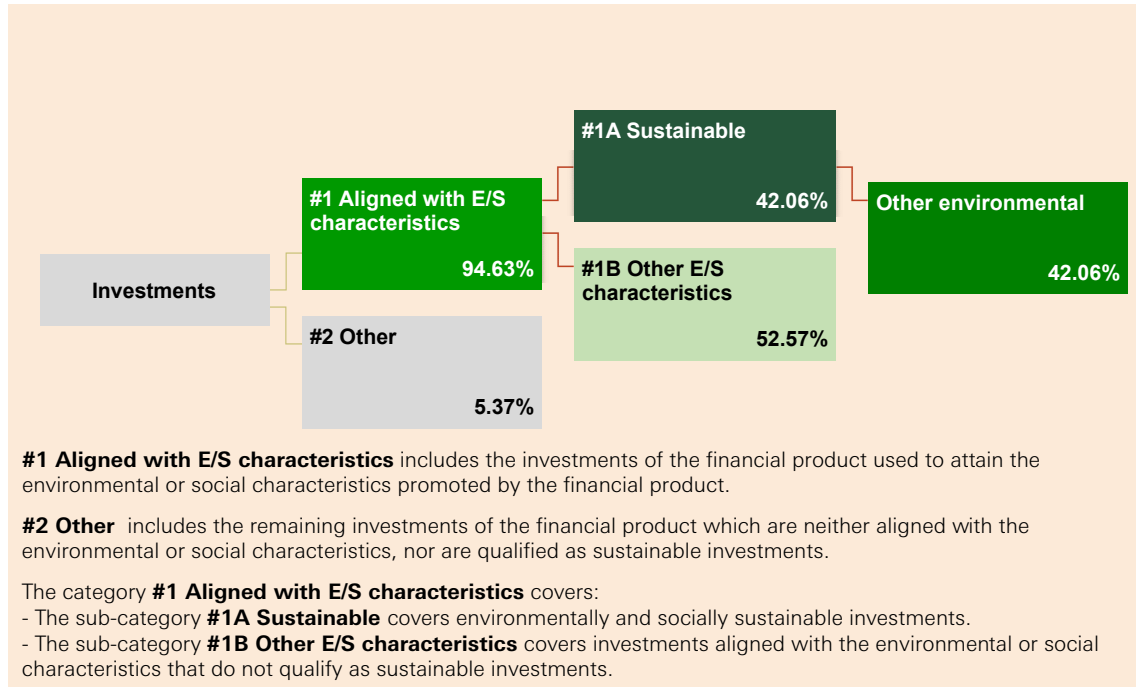 #1A Sustainable
42.06%
#1 Aligned with E/S
characteristics
94.63%
Other environmental
42.06%
Investments
#1B Other E/S
characteristics
52.57%
#2 Other
5.37%
#1 Aligned with E/S characteristics includes the investments of the financial product used to attain the
environmental or social characteristics promoted by the financial product.
#2 Other includes the remaining investments of the financial product which are neither aligned with the
environmental or social characteristics, nor are qualified as sustainable investments.
The category #1 Aligned with E/S characteristics covers:
- The sub-category #1A Sustainable covers environmentally and socially sustainable investments.
- The sub-category #1B Other E/S characteristics covers investments aligned with the environmental or social
characteristics that do not qualify as sustainable investments.